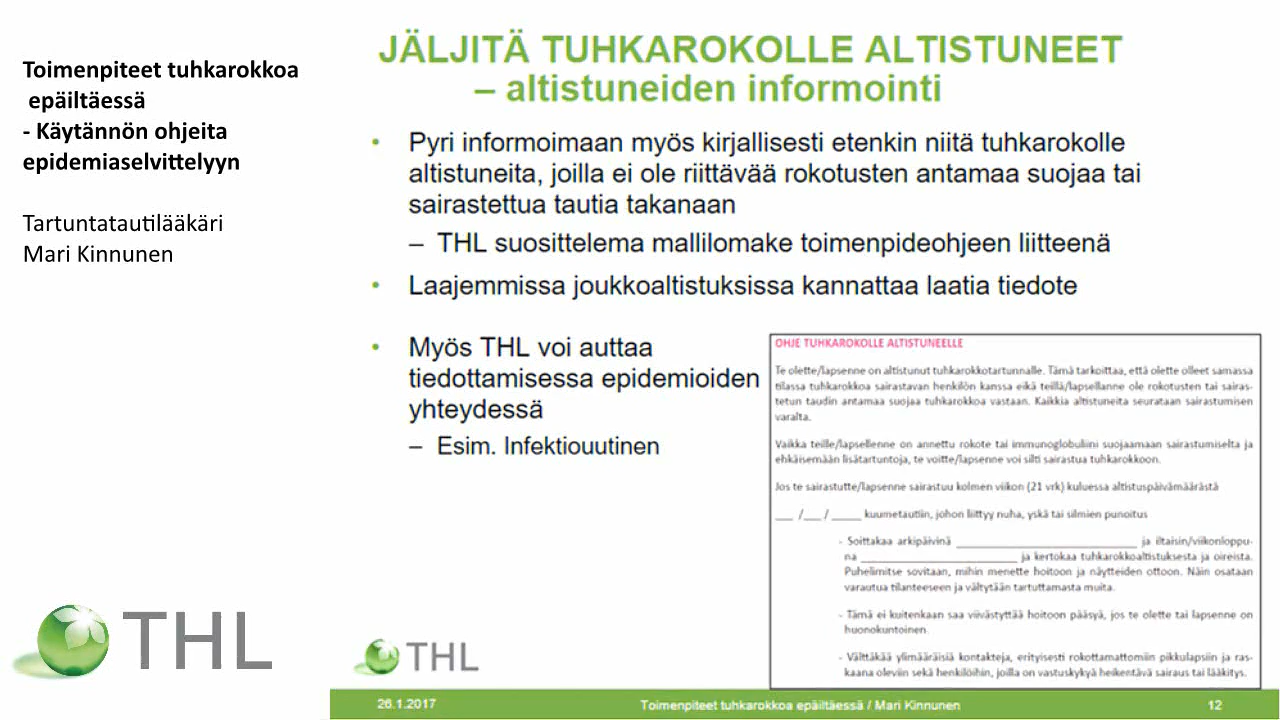 Toimenpiteet tuhkarokkoa
epäiltäessä
- Käytännön ohjeita
epidemiaselvittelyyn
Tartuntatautilääkäri
Mari Kinnunen
THL
JÄLJITÄ TUHKAROKOLLE ALTISTUNEET
– altistuneiden informointi
• Pyri informoimaan myös kirjallisesti etenkin niitä tuhkarokolle
altistuneita, joilla ei ole riittävää rokotusten antamaa suojaa tai
sairastettua tautia takanaan
– THL suosittelema mallilomake toimenpideohjeen liitteenä
• Laajemmissa joukkoaltistuksissa kannattaa laatia tiedote
• Myös THL voi auttaa
tiedottamisessa epidemioiden
yhteydessä
– Esim. Infektiouutinen
OHJE TUHKAROKOLLE ALTISTUNEELLE
Te olette/lapsenne on altistunut tuhkarokkotartunnalle. Tämä tarkoittaa, että olette olleet samassa
tilassa tuhkarokkoa sairastavan henkilön kanssa eikä teillä/lapsellanne ole rokotusten tai sairas-
tetun taudin antamaa suojaa tuhkarokkoa vastaan. Kaikkia altistuneita seurataan sairastumisen
varalta.
Vaikka teille/lapsellenne on annettu rokote tai immunoglobuliini suojaamaan sairastumiselta ja
ehkäisemään lisätartuntoja, te voitte/lapsenne voi silti sairastua tuhkarokkoon.
Jos te sairastutte/lapsenne sairastuu kolmen viikon (21 vrk) kuluessa altistuspäivämäärästä
___ /___ / _____ kuumetautiin, johon liittyy nuha, yskä tai silmien punoitus
- Soittakaa arkipäivinä ______________________________ ja iltaisin/viikonloppu-
na __________________________ ja kertokaa tuhkarokkoaltistuksesta ja oireista.
Puhelimitse sovitaan, mihin menette hoitoon ja näytteiden ottoon. Näin osataan
varautua tilanteeseen ja vältytään tartuttamasta muita.
- Tämä ei kuitenkaan saa viivästyttää hoitoon pääsyä, jos te olette tai lapsenne on
huonokuntoinen.
- Välttäkää ylimääräisiä kontakteja, erityisesti rokottamattomiin pikkulapsiin ja ras-
kaana oleviin sekä henkilöihin, joilla on vastuskykyä heikentävä sairaus tai lääkitys.
THL
26.1.2017 Toimenpiteet tuhkarokkoa epäiltäessä / Mari Kinnunen 12